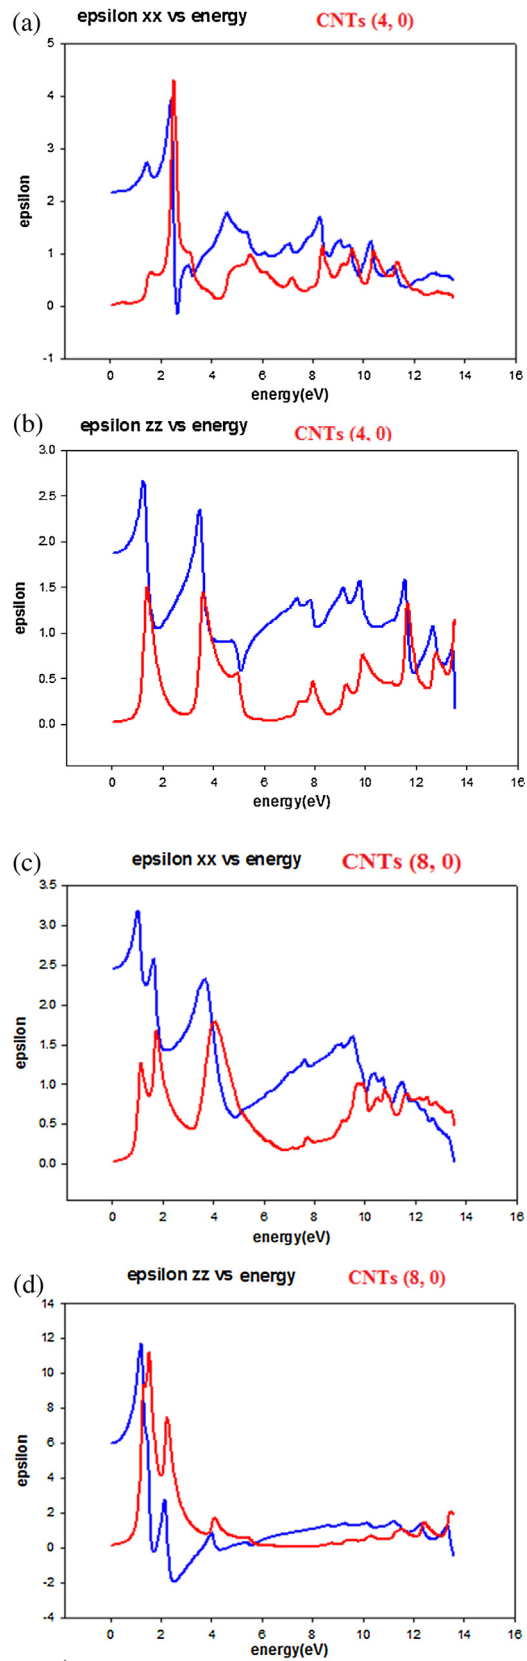 (a) epsilon xx vs energy CNTs (4, 0)
5
4
3
2
1
0
-1
epsilon
0 2 4 6 8 10 12 14 16
energy(eV)
(b) epsilon zz vs energy CNTs (4, 0)
3.0
2.5
2.0
1.5
1.0
0.5
0.0
epsilon
0 2 4 6 8 10 12 14 16
energy(eV)
(c) epsilon xx vs energy CNTs (8, 0)
3.5
3.0
2.5
2.0
1.5
1.0
0.5
0.0
epsilon
0 2 4 6 8 10 12 14 16
energy(eV)
(d) epsilon zz vs energy CNTs (8, 0)
14
12
10
8
6
4
2
0
-2
-4
epsilon
0 2 4 6 8 10 12 14 16
energy(eV)